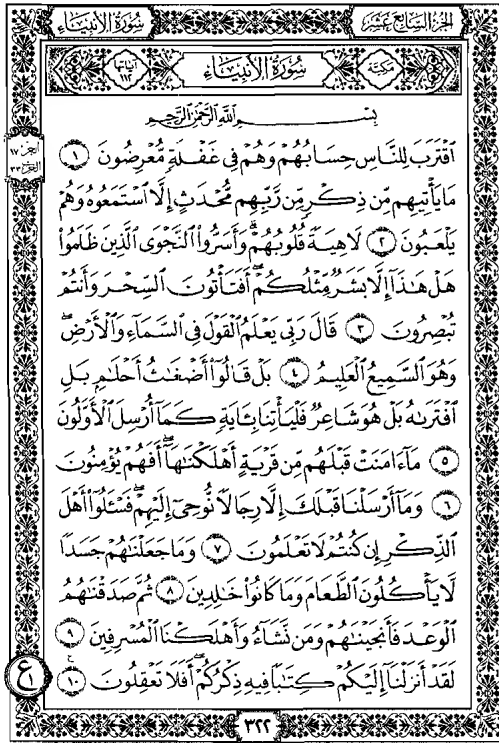 الجزء السابع عشر سورة الأنبياء
مكية سورة الأنبياء آياتها ١١٢
بسم الله الرحمن الرحيم
ٱقْتَرَبَ لِلنَّاسِ حِسَابُهُمْ وَهُمْ فِى غَفْلَةٍ مُّعْرِضُونَ ١
مَا يَأْتِيهِم مِّن ذِكْرٍ مِّن رَّبِّهِم مُّحْدَثٍ إِلَّا ٱسْتَمَعُوهُ وَهُمْ
يَلْعَبُونَ ٢ لَاهِيَةً قُلُوبُهُمْ ۗ وَأَسَرُّوا۟ ٱلنَّجْوَى ٱلَّذِينَ ظَلَمُوا۟
هَلْ هَـٰذَآ إِلَّا بَشَرٌ مِّثْلُكُمْ ۖ أَفَتَأْتُونَ ٱلسِّحْرَ وَأَنتُمْ
تُبْصِرُونَ ٣ قَالَ رَبِّى يَعْلَمُ ٱلْقَوْلَ فِى ٱلسَّمَآءِ وَٱلْأَرْضِ ۖ
وَهُوَ ٱلسَّمِيعُ ٱلْعَلِيمُ ٤ بَلْ قَالُوٓا۟ أَضْغَـٰثُ أَحْلَـٰمٍۭ بَلِ
ٱفْتَرَىٰهُ بَلْ هُوَ شَاعِرٌ فَلْيَأْتِنَا بِـَٔايَةٍ كَمَآ أُرْسِلَ ٱلْأَوَّلُونَ
٥ مَآ ءَامَنَتْ قَبْلَهُم مِّن قَرْيَةٍ أَهْلَكْنَـٰهَآ ۖ أَفَهُمْ يُؤْمِنُونَ
٦ وَمَآ أَرْسَلْنَا قَبْلَكَ إِلَّا رِجَالًا نُّوحِىٓ إِلَيْهِمْ ۖ فَسْـَٔلُوٓا۟ أَهْلَ
ٱلذِّكْرِ إِن كُنتُمْ لَا تَعْلَمُونَ ٧ وَمَا جَعَلْنَـٰهُمْ جَسَدًا
لَّا يَأْكُلُونَ ٱلطَّعَامَ وَمَا كَانُوا۟ خَـٰلِدِينَ ٨ ثُمَّ صَدَقْنَـٰهُمُ
ٱلْوَعْدَ فَأَنجَيْنَـٰهُمْ وَمَن نَّشَآءُ وَأَهْلَكْنَا ٱلْمُسْرِفِينَ ٩
لَقَدْ أَنزَلْنَآ إِلَيْكُمْ كِتَـٰبًا فِيهِ ذِكْرُكُمْ ۖ أَفَلَا تَعْقِلُونَ ١٠
ع ١
٣٢٢